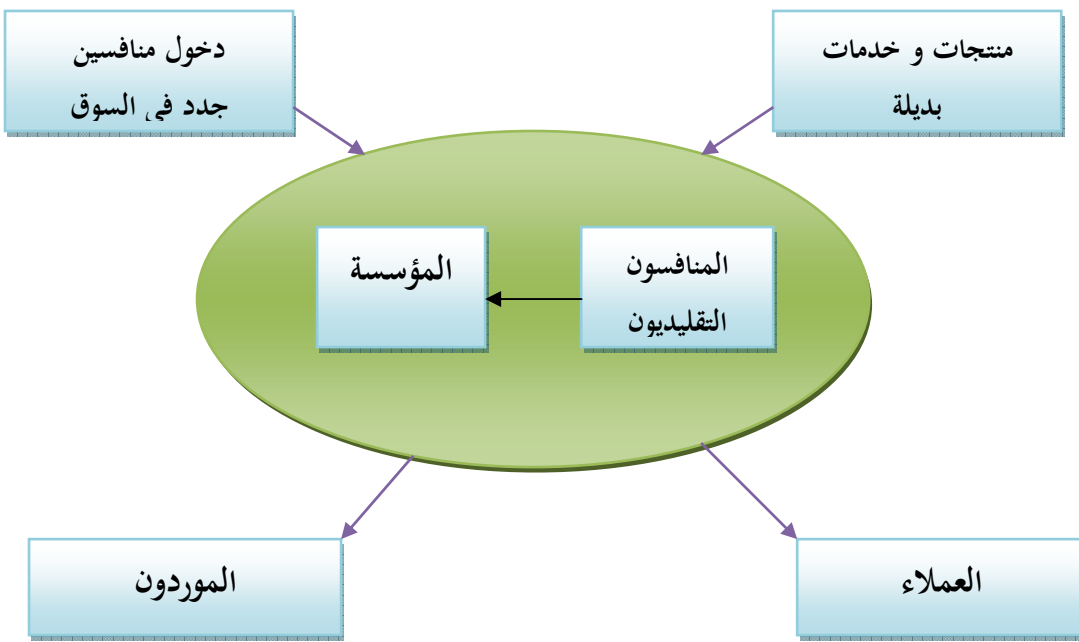 دخول منافسين
جدد في السوق
منتجات و خدمات
بديلة
المؤسسة
المنافسون
التقليديون
الموردون
العملاء